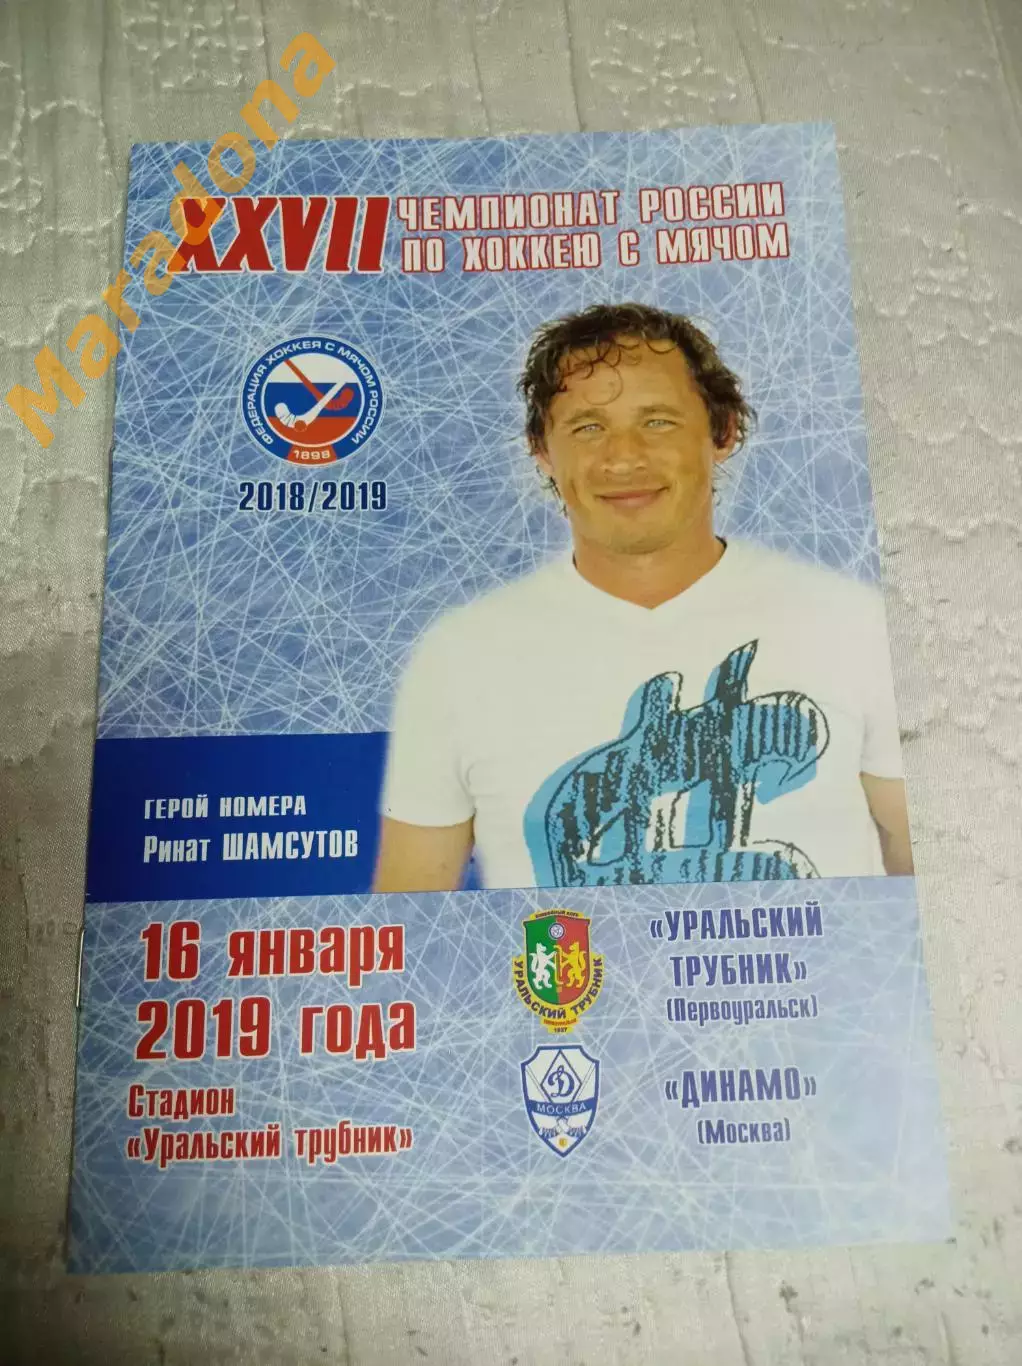 Maradona
XXVII
ЧЕМПИОНАТ РОССИИ
ПО ХОККЕЮ С МЯЧОМ
ФЕДЕРАЦИЯ ХОККЕЯ С МЯЧОМ РОССИИ
1898
2018/2019
ГЕРОЙ НОМЕРА
Ринат ШАМСУТОВ
16 января
2019 года
Стадион
«Уральский трубник»
УРАЛЬСКИЙ ТРУБНИК
1937
«УРАЛЬСКИЙ
ТРУБНИК»
(Первоуральск)
Д
МОСКВА
«ДИНАМО»
(Москва)